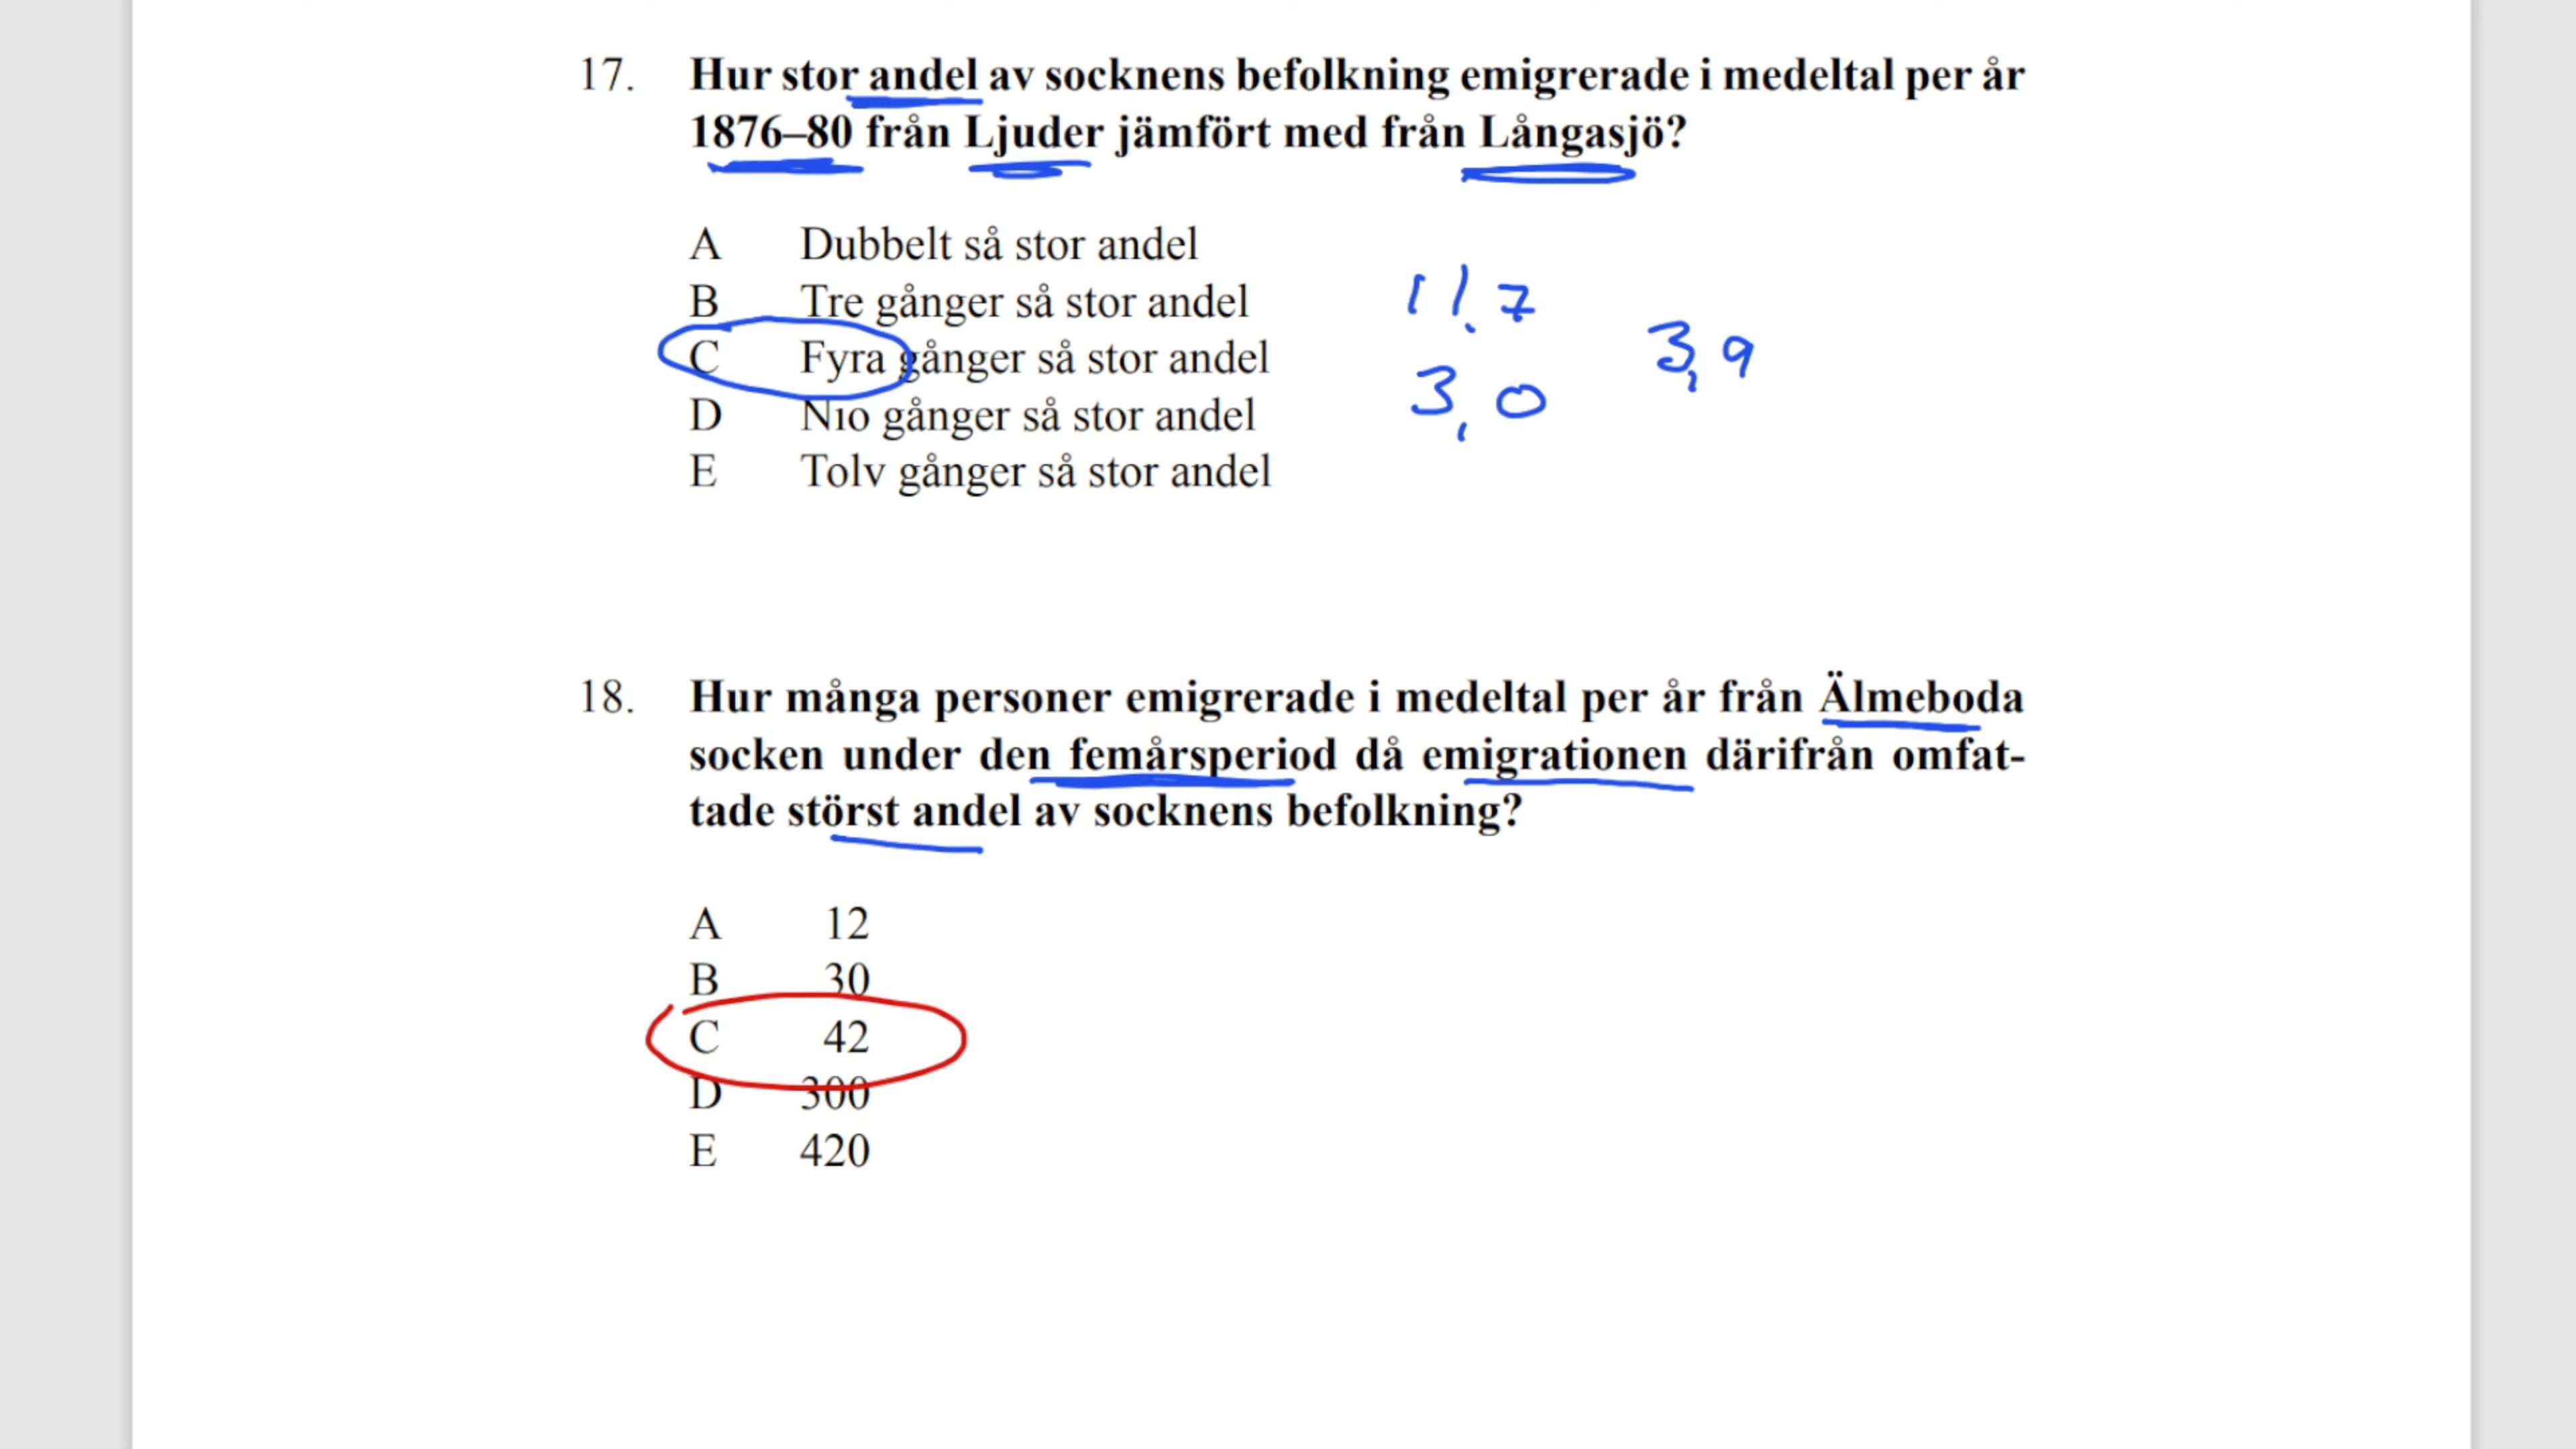 17. Hur stor andel av socknens befolkning emigrerade i medeltal per år
1876–80 från Ljuder jämfört med från Långasjö?
A Dubbelt så stor andel
B Tre gånger så stor andel
C Fyra gånger så stor andel
D Nio gånger så stor andel
E Tolv gånger så stor andel
11,7
3,0
3,9
18. Hur många personer emigrerade i medeltal per år från Älmeboda
socken under den femårsperiod då emigrationen därifrån omfat-
tade störst andel av socknens befolkning?
A 12
B 30
C 42
D 300
E 420